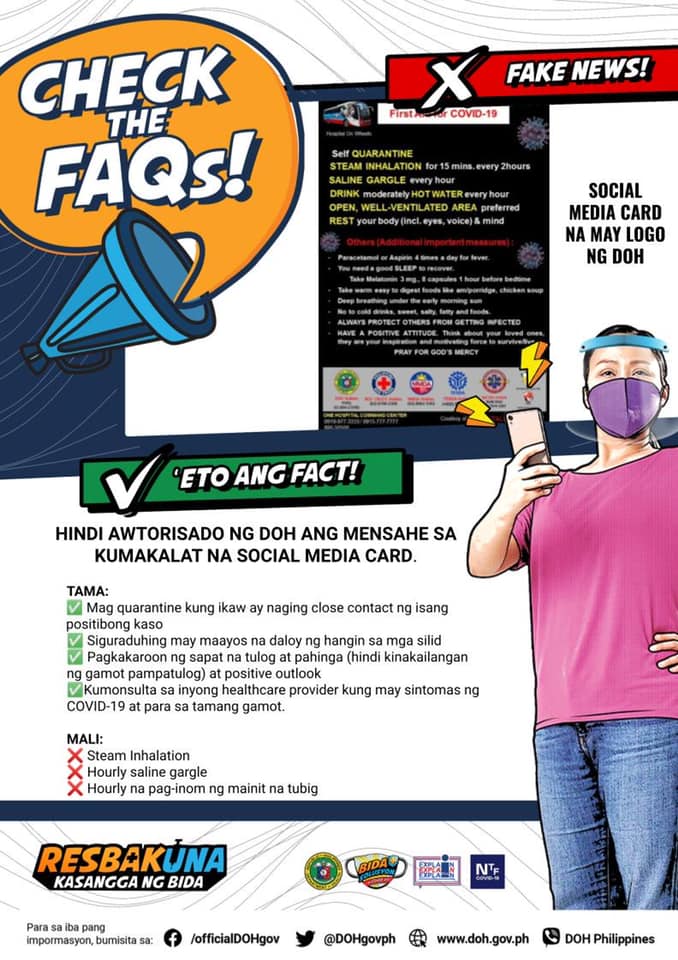 CHECK
THE
FAQs!
X FAKE NEWS!
Hospital On Wheels
First Aid for COVID-19
Self QUARANTINE
STEAM INHALATION for 15 mins. every 2hours
SALINE GARGLE every hour
DRINK moderately HOT WATER every hour
OPEN, WELL-VENTILATED AREA preferred
REST your body (incl. eyes, voice) & mind
Others (Additional important measures) :
- Paracetamol or Aspirin 4 times a day for fever.
- You need a good SLEEP to recover.
Take Melatonin 3 mg., 8 capsules 1 hour before bedtime
- Take warm easy to digest foods like am/porridge, chicken soup
- Deep breathing under the early morning sun
- No to cold drinks, sweet, salty, fatty and foods.
- ALWAYS PROTECT OTHERS FROM GETTING INFECTED
- HAVE A POSITIVE ATTITUDE. Think about your loved ones,
they are your inspiration and motivating force to survive/live.
PRAY FOR GOD'S MERCY
ONE HOSPITAL COMMAND CENTER
SOCIAL
MEDIA CARD
NA MAY LOGO
NG DOH
'ETO ANG FACT!
HINDI AWTORISADO NG DOH ANG MENSAHE SA
KUMAKALAT NA SOCIAL MEDIA CARD.
TAMA:
✅ Mag quarantine kung ikaw ay naging close contact ng isang
positibong kaso
✅ Siguraduhing may maayos na daloy ng hangin sa mga silid
✅ Pagkakaroon ng sapat na tulog at pahinga (hindi kinakailangan
ng gamot pampatulog) at positive outlook
✅Kumonsulta sa inyong healthcare provider kung may sintomas ng
COVID-19 at para sa tamang gamot.
MALI:
❌ Steam Inhalation
❌ Hourly saline gargle
❌ Hourly na pag-inom ng mainit na tubig
RESBAKUNA
KASANGGA NG BIDA
BIDA
SOLUSYON
EXPLAIN
EXPLAIN
EXPLAIN
NTF
COVID-19
Para sa iba pang
impormasyon, bumisita sa:
/officialDOHgov
@DOHgovph
www.doh.gov.ph
DOH Philippines